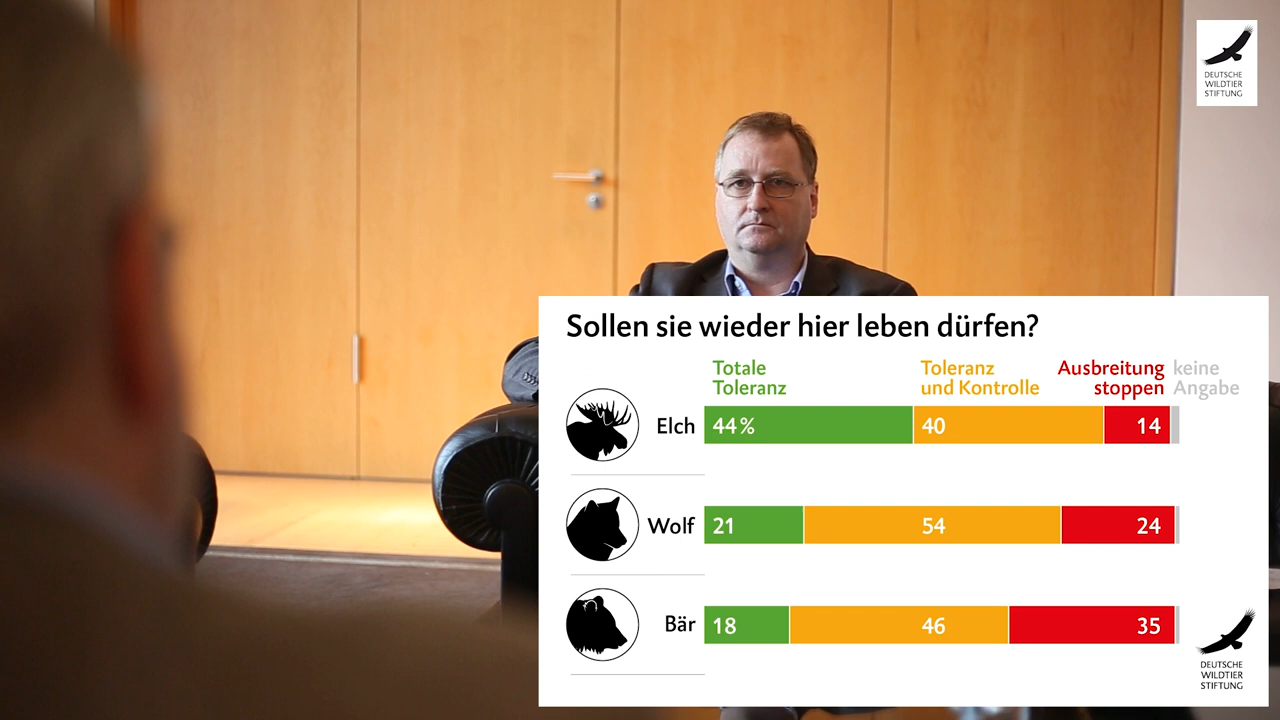 DEUTSCHE
WILDTIER
STIFTUNG
Sollen sie wieder hier leben dürfen?
Totale
Toleranz
Toleranz
und Kontrolle
Ausbreitung
stoppen
keine
Angabe
Elch 44% 40 14
Wolf 21 54 24
Bär 18 46 35
DEUTSCHE
WILDTIER
STIFTUNG